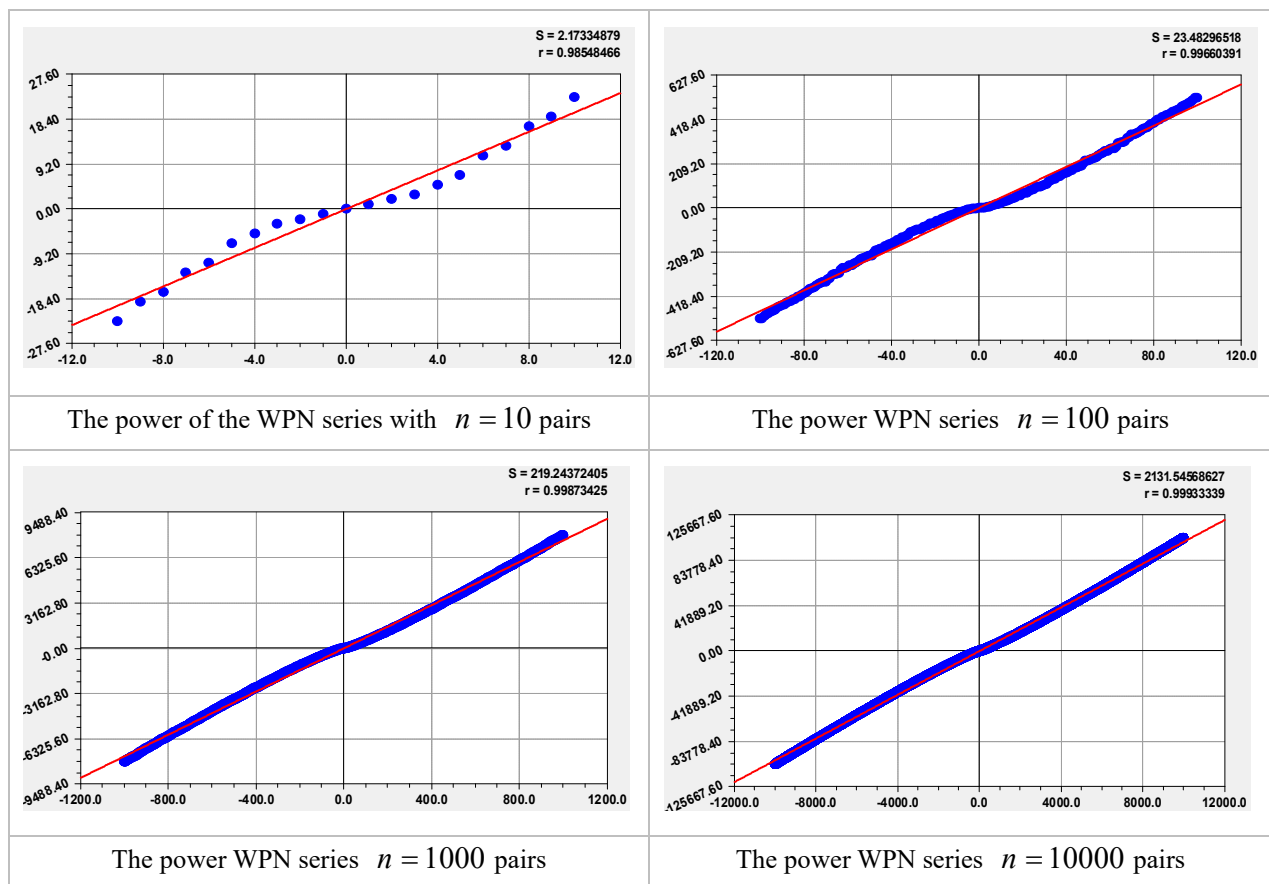 S = 2.17334879
r = 0.98548466
27.60
18.40
9.20
0.00
-9.20
-18.40
-27.60
-12.0 -8.0 -4.0 0.0 4.0 8.0 12.0
The power of the WPN series with n = 10 pairs
S = 23.48296518
r = 0.99660391
627.60
418.40
209.20
0.00
-209.20
-418.40
-627.60
-120.0 -80.0 -40.0 0.0 40.0 80.0 120.0
The power WPN series n = 100 pairs
S = 219.24372405
r = 0.99873425
9488.40
6325.60
3162.80
-0.00
-3162.80
-6325.60
-9488.40
-1200.0 -800.0 -400.0 0.0 400.0 800.0 1200.0
The power WPN series n = 1000 pairs
S = 2131.54568627
r = 0.99933339
125667.60
83778.40
41889.20
0.00
-41889.20
-83778.40
-125667.60
-12000.0 -8000.0 -4000.0 0.0 4000.0 8000.0 12000.0
The power WPN series n = 10000 pairs